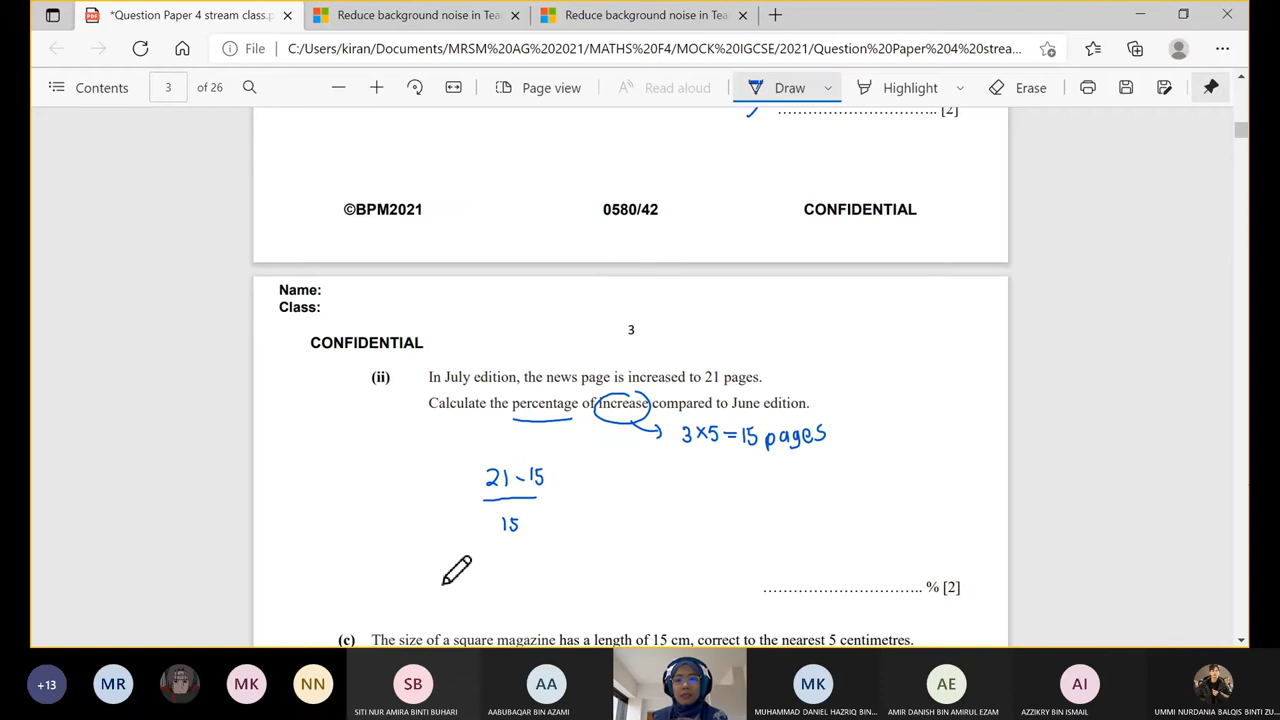 *Question Paper 4 stream class.p
Reduce background noise in Tea
Reduce background noise in Tea
File
C:/Users/kiran/Documents/MRSM%20AG%202021/MATHS%20F4/MOCK%20IGCSE/2021/Question%20Paper%204%20strea...
Contents
3
of 26
Page view
Read aloud
Draw
Highlight
Erase
……………………….. [2]
©BPM2021
0580/42
CONFIDENTIAL
Name:
Class:
3
CONFIDENTIAL
(ii) In July edition, the news page is increased to 21 pages.
Calculate the percentage of increase compared to June edition.
3×5=15 pages
21-15
15
……………………….. % [2]
(c) The size of a square magazine has a length of 15 cm, correct to the nearest 5 centimetres.
+13
MR
MK
NN
SB
AA
MK
AE
AI
SITI NUR AMIRA BINTI BUHARI
AABUBAQAR BIN AZAMI
MUHAMMAD DANIEL HAZRIQ BIN...
AMIR DANISH BIN AMIRUL EZAM
AZZIKRY BIN ISMAIL
UMMI NURDANIA BALQIS BINTI ZU...